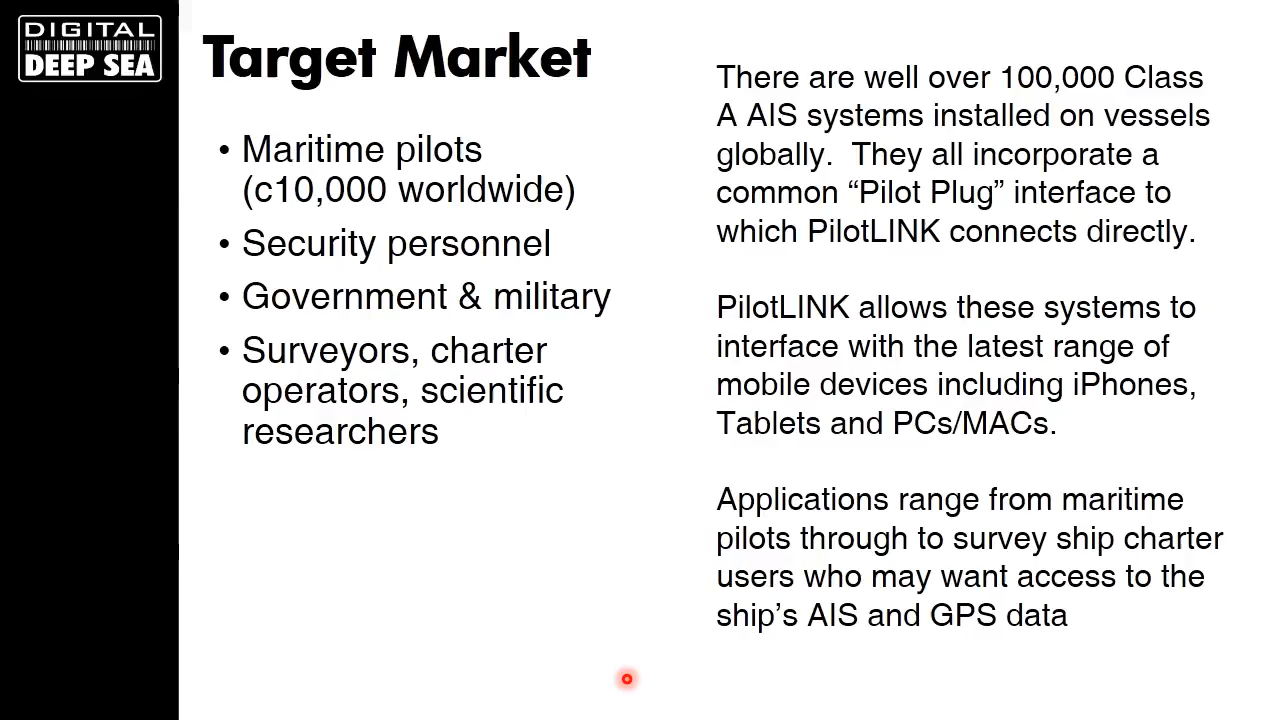 DIGITAL
DEEP SEA
Target Market
• Maritime pilots
(c10,000 worldwide)
• Security personnel
• Government & military
• Surveyors, charter
operators, scientific
researchers
There are well over 100,000 Class
A AIS systems installed on vessels
globally.  They all incorporate a
common “Pilot Plug” interface to
which PilotLINK connects directly.
PilotLINK allows these systems to
interface with the latest range of
mobile devices including iPhones,
Tablets and PCs/MACs.
Applications range from maritime
pilots through to survey ship charter
users who may want access to the
ship’s AIS and GPS data